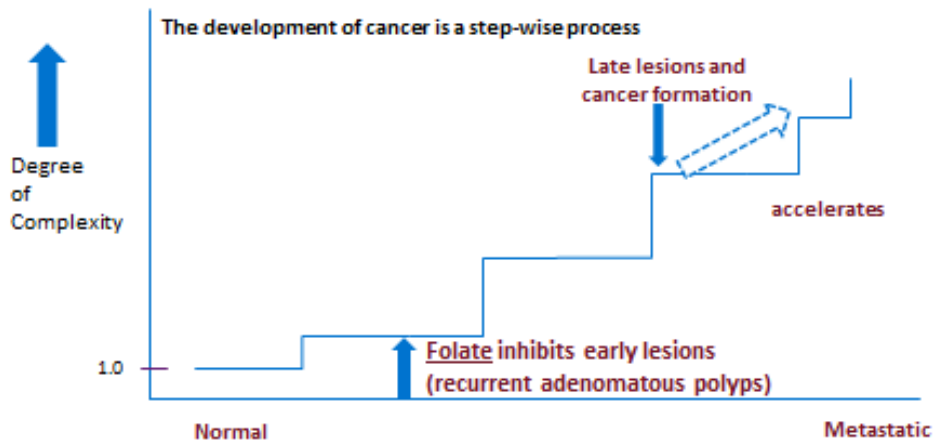 The development of cancer is a step-wise process
Late lesions and
cancer formation
Degree
of
Complexity
accelerates
Folate inhibits early lesions
(recurrent adenomatous polyps)
1.0
Normal
Metastatic